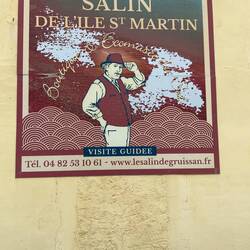 SALIN
DE L'ILE ST MARTIN
Boutique Ecomusée
VISITE GUIDEE
Tél. 04 82 53 10 61 - www.lesalindegruissan.fr